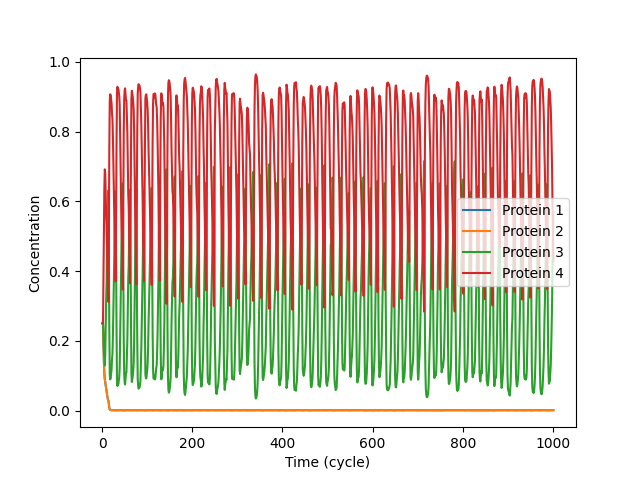 1.0
0.8
0.6
0.4
0.2
0.0
Concentration
0
200
400
600
800
1000
Time (cycle)
Protein 1
Protein 2
Protein 3
Protein 4